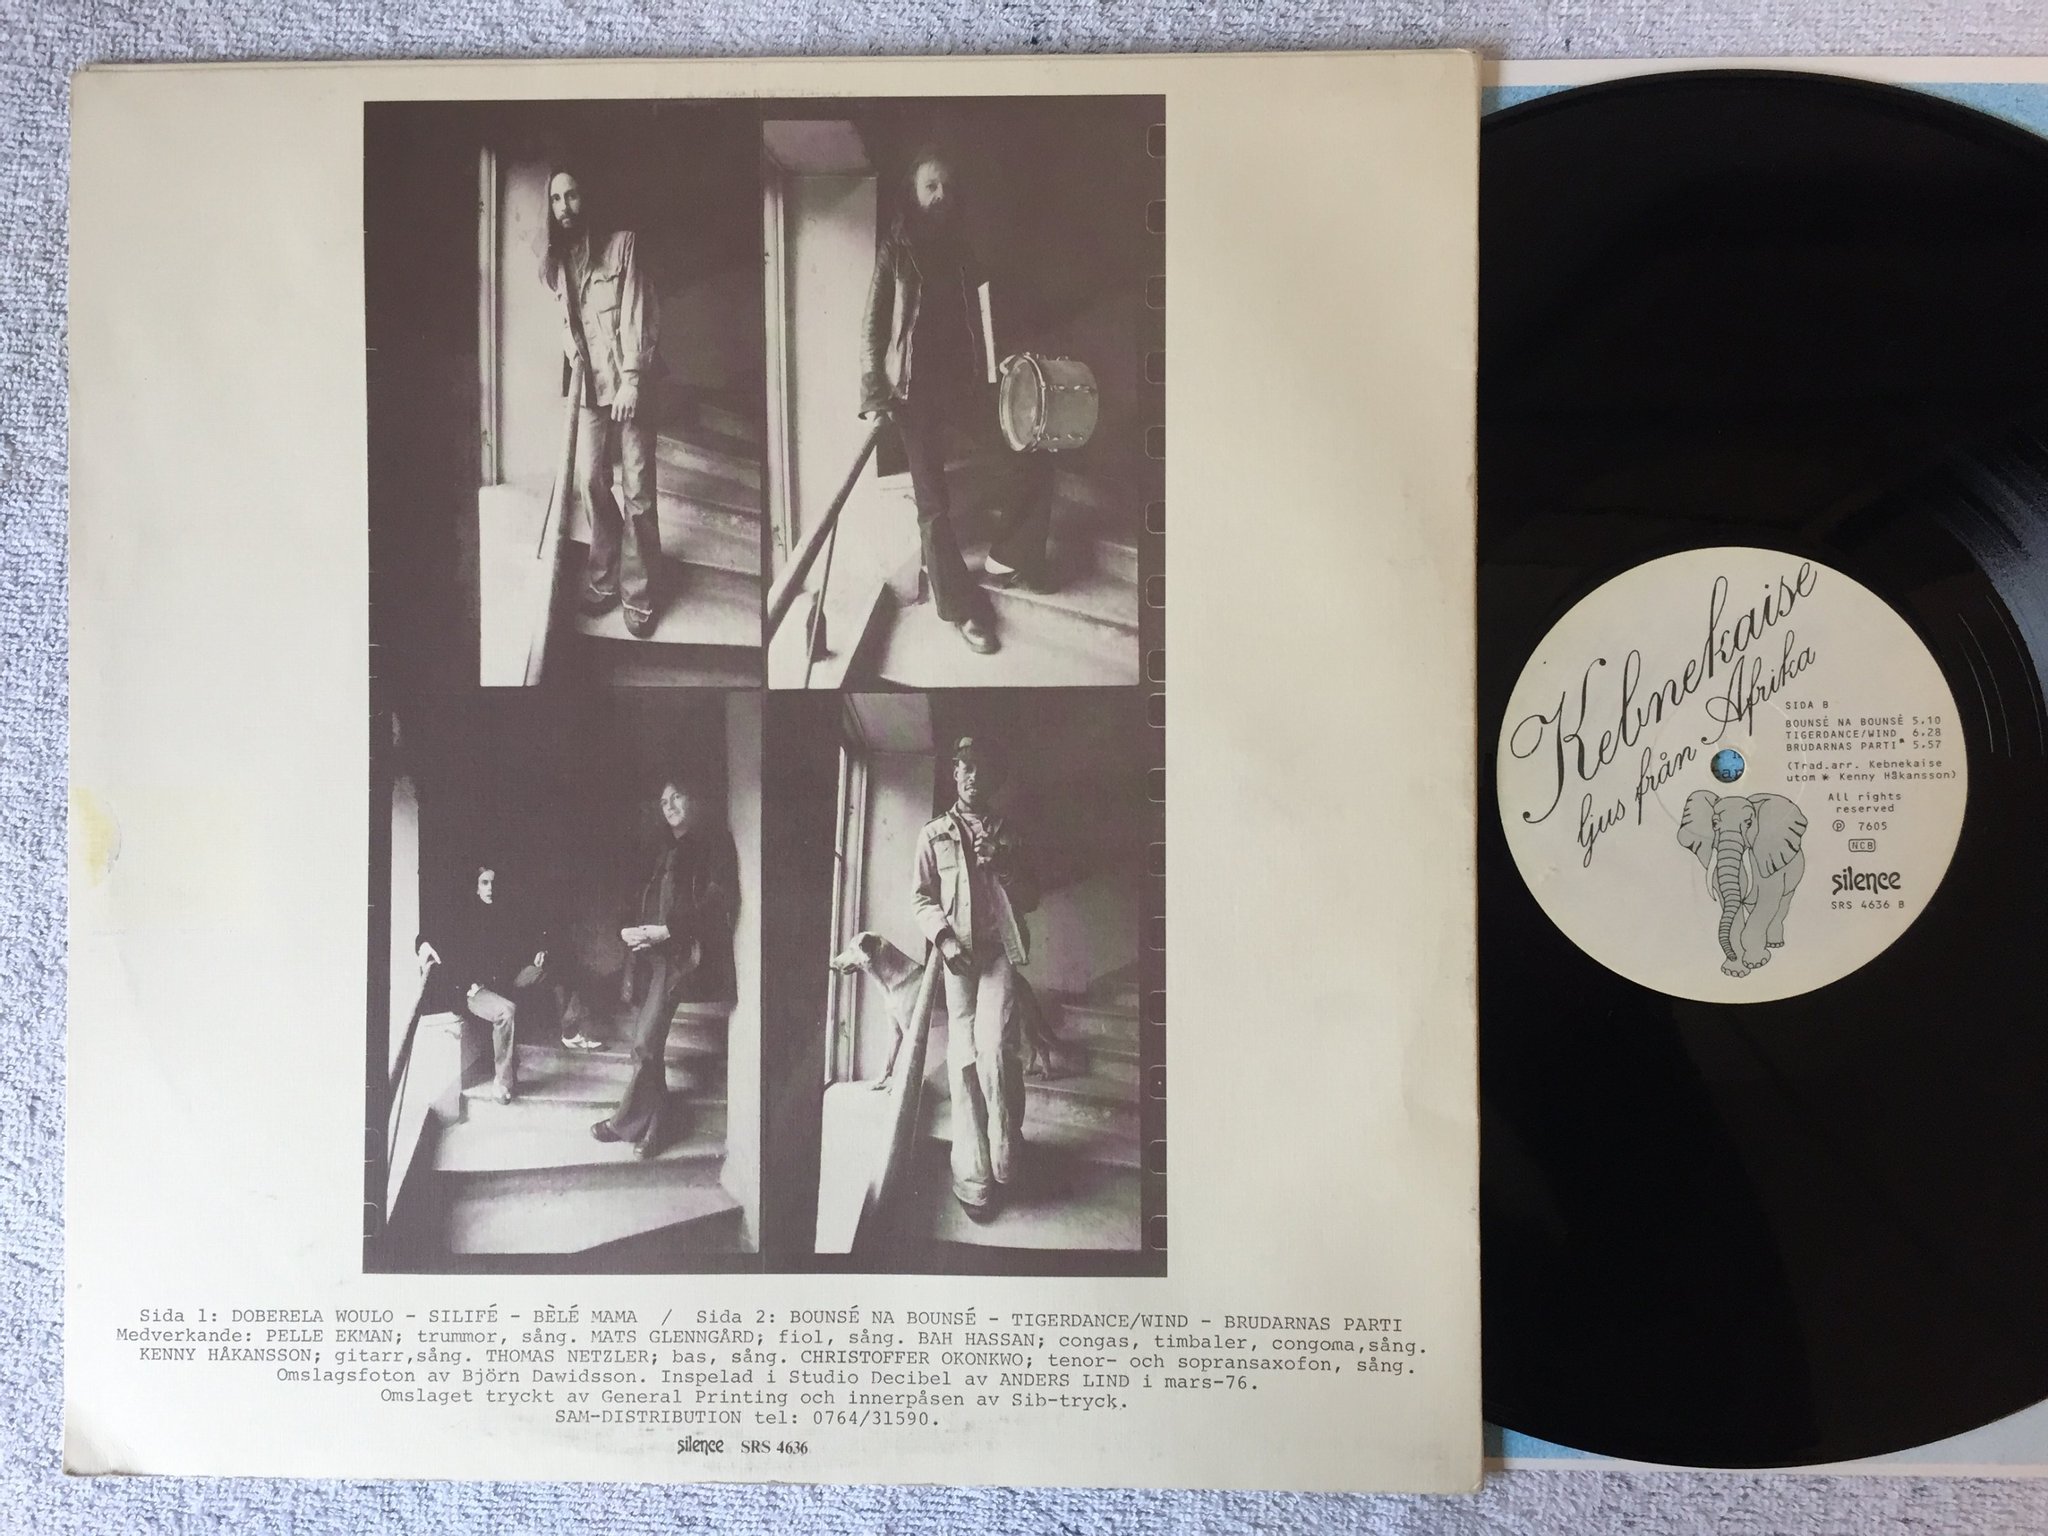 Sida 1: DOBERELA WOULO - SILIFÉ - BÈLÉ MAMA / Sida 2: BOUNSÉ NA BOUNSÉ - TIGERDANCE/WIND - BRUDARNAS PARTI
Medverkande: PELLE EKMAN; trummor, sång. MATS GLENNGÅRD; fiol, sång. BAH HASSAN; congas, timbaler, congoma,sång.
KENNY HÅKANSSON; gitarr,sång. THOMAS NETZLER; bas, sång. CHRISTOFFER OKONKWO; tenor- och sopransaxofon, sång.
Omslagsfoton av Björn Dawidsson. Inspelad i Studio Decibel av ANDERS LIND i mars-76.
Omslaget tryckt av General Printing och innerpåsen av Sib-tryck.
SAM-DISTRIBUTION tel: 0764/31590.
silence SRS 4636
Kebnekaise
ljus från Afrika
SIDA B
BOUNSÉ NA BOUNSÉ 5.10
TIGERDANCE/WIND 6.28
BRUDARNAS PARTI* 5.57
(Trad.arr. Kebnekaise
utom * Kenny Håkansson)
All rights
reserved
Ⓟ 7605
NCB
silence
SRS 4636 B